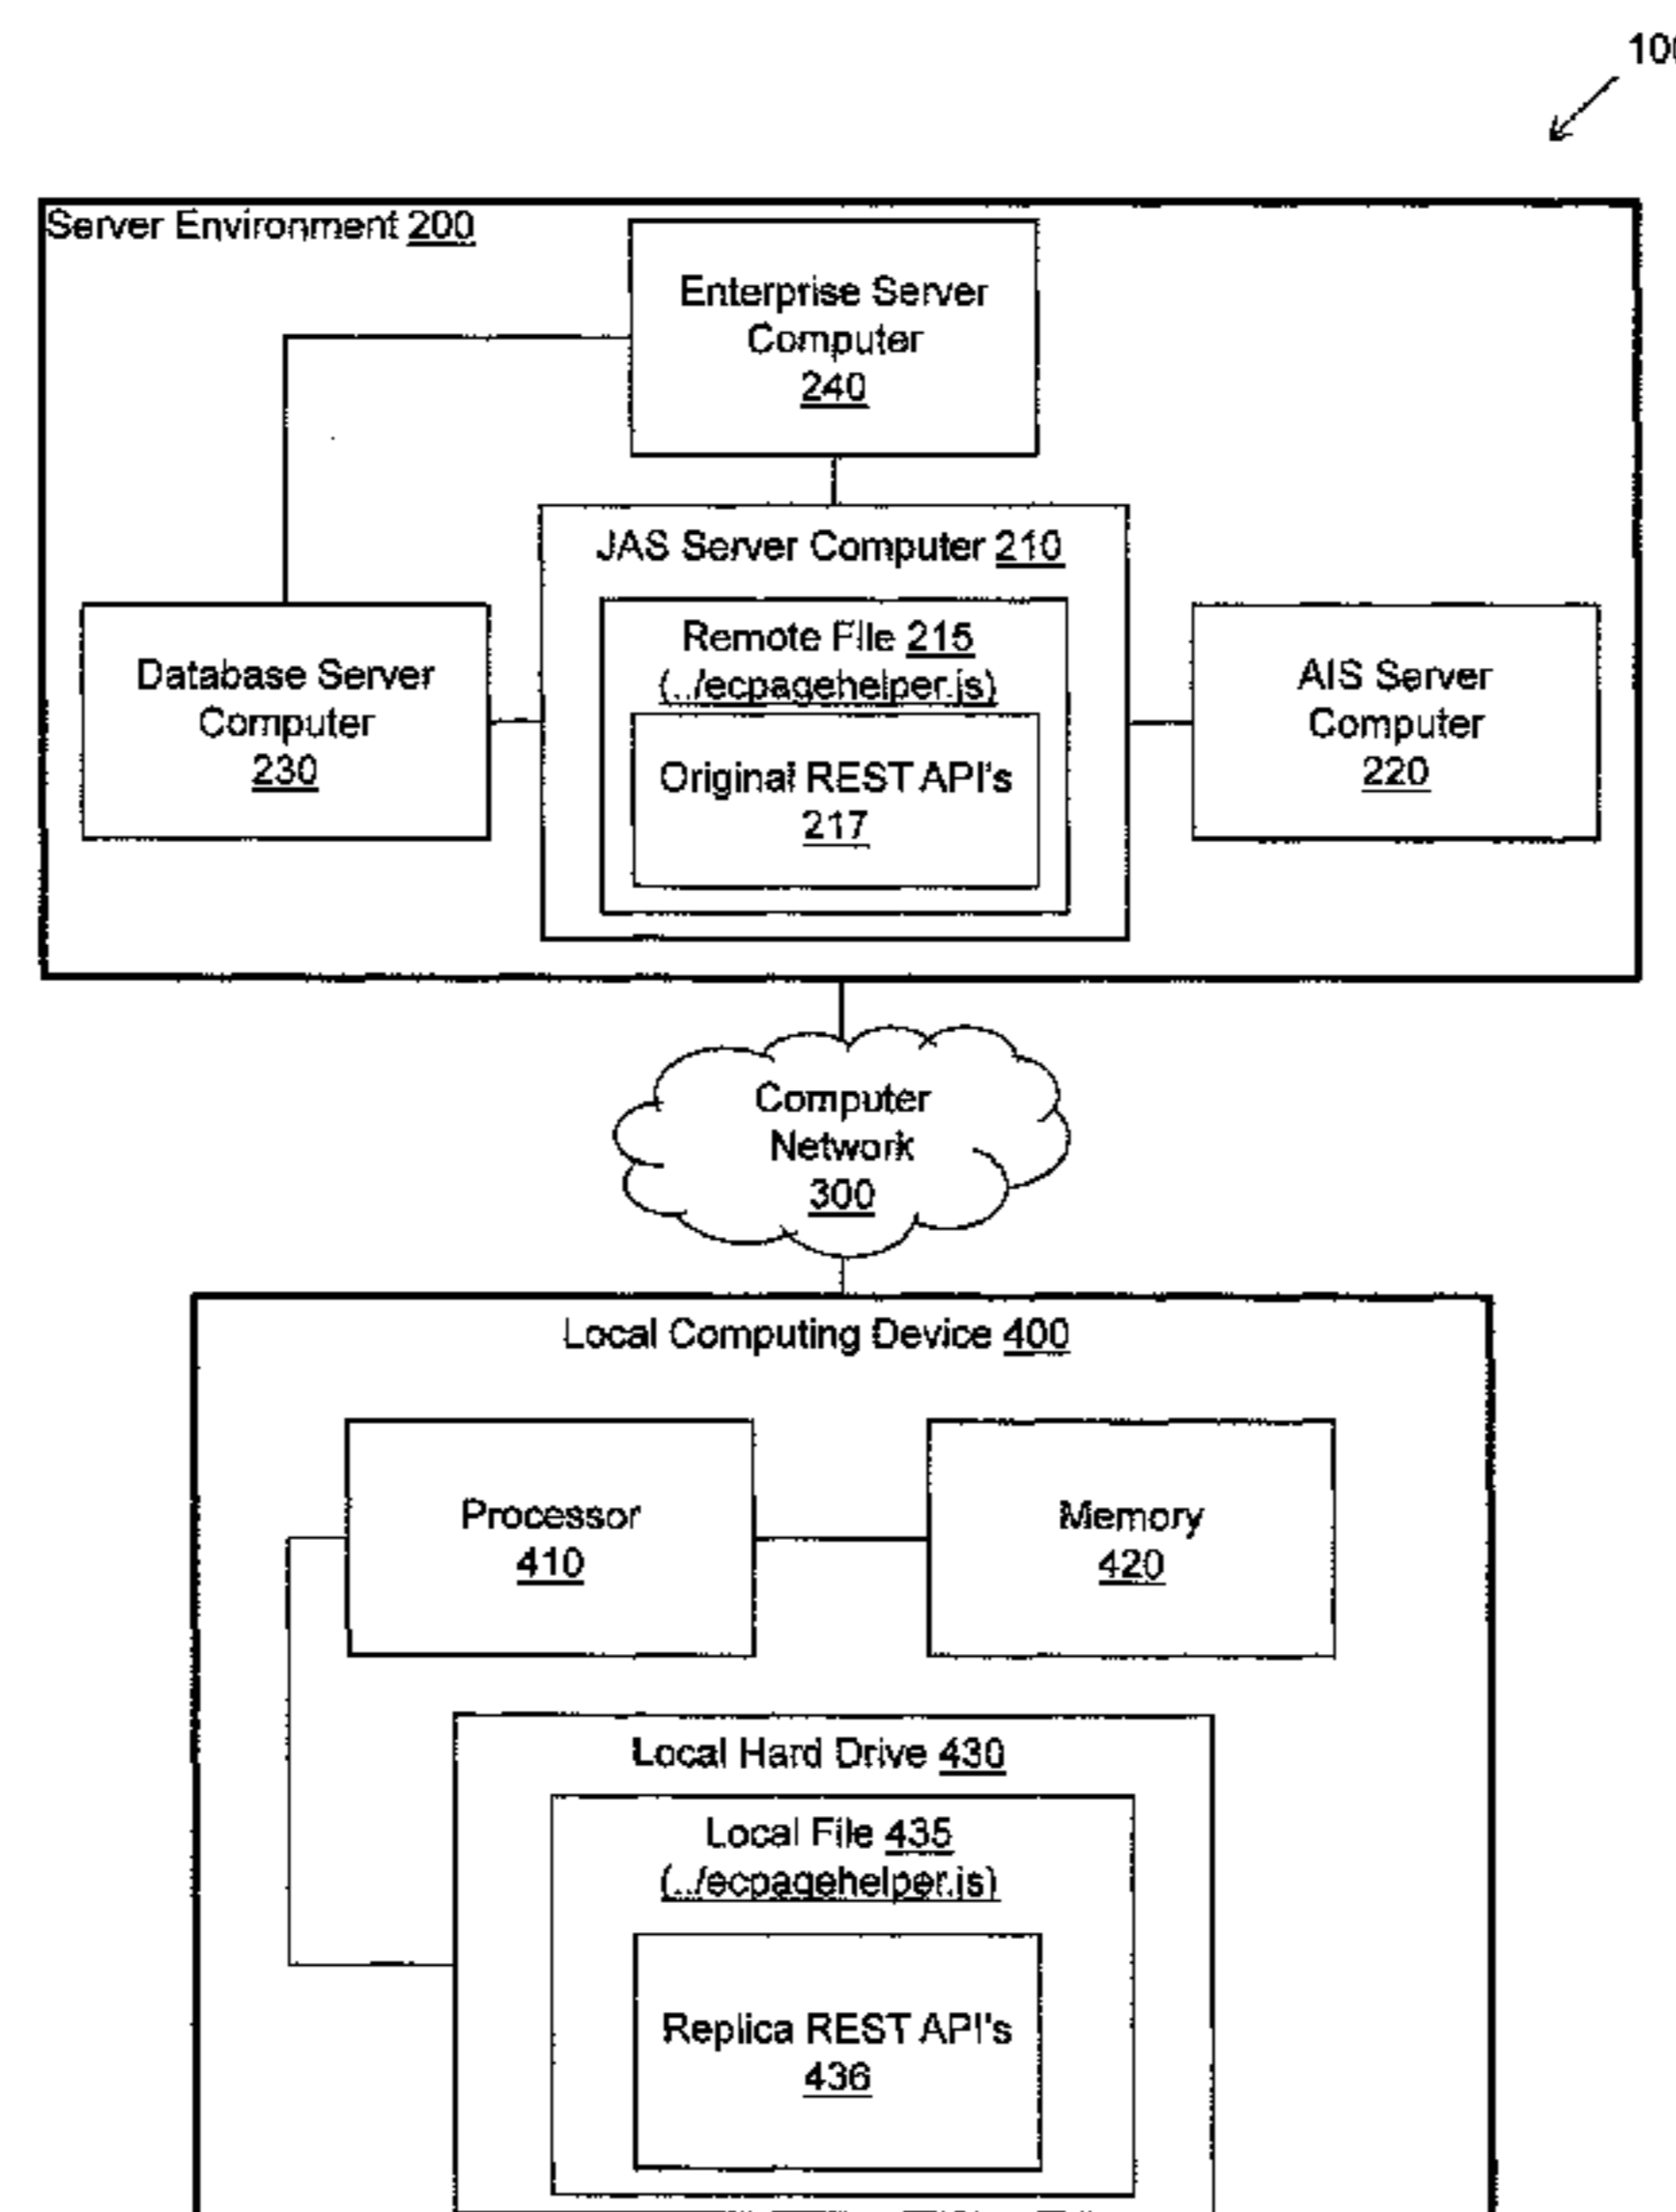 Server Environment 200
Enterprise Server
Computer
240
JAS Server Computer 210
Remote File 215
(../ecpagehelper.js)
Original REST API's
217
Database Server
Computer
230
AIS Server
Computer
220
Computer
Network
300
Local Computing Device 400
Processor
410
Memory
420
Local Hard Drive 430
Local File 435
(../ecpagehelper.js)
Replica REST API's
436